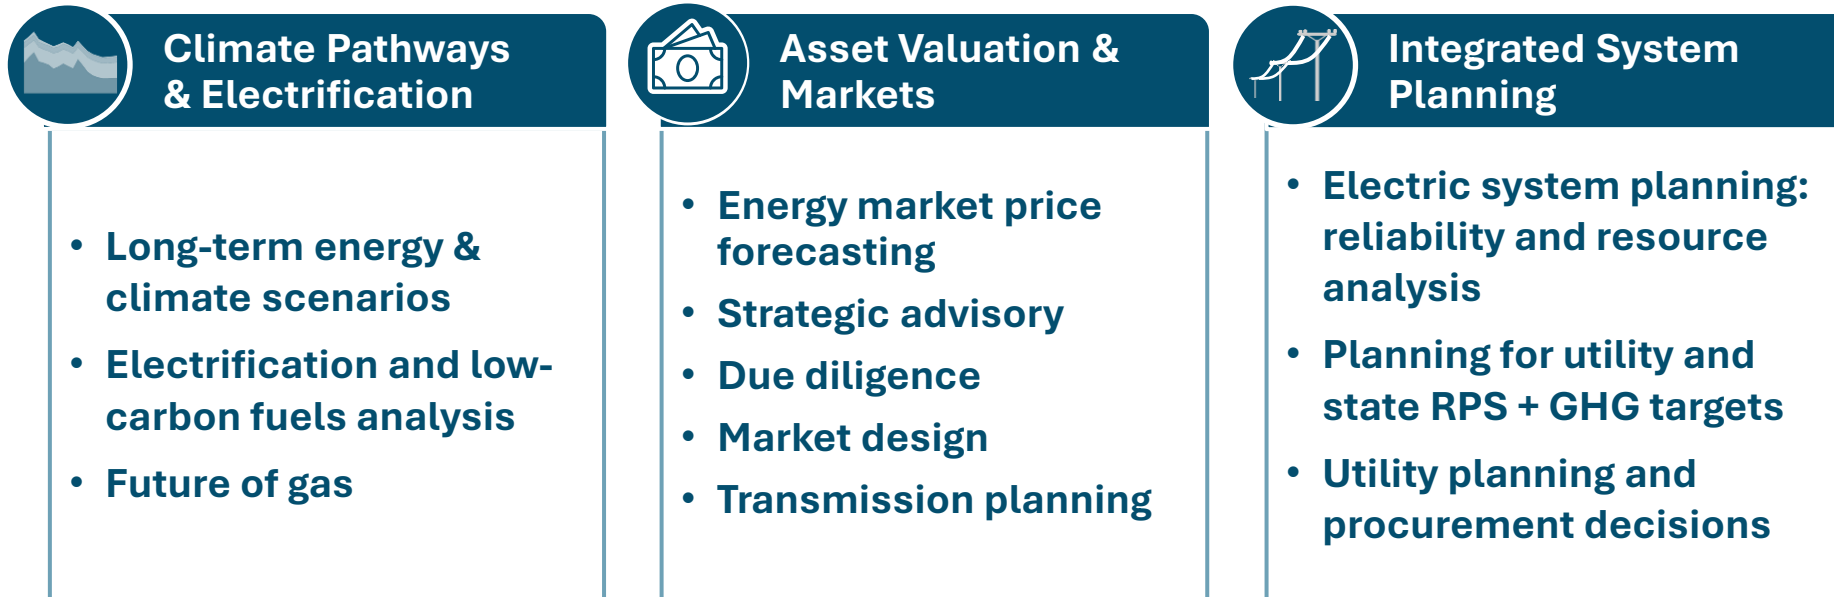 Climate Pathways
& Electrification
• Long-term energy &
climate scenarios
• Electrification and low-
carbon fuels analysis
• Future of gas
Asset Valuation &
Markets
• Energy market price
forecasting
• Strategic advisory
• Due diligence
• Market design
• Transmission planning
Integrated System
Planning
• Electric system planning:
reliability and resource
analysis
• Planning for utility and
state RPS + GHG targets
• Utility planning and
procurement decisions